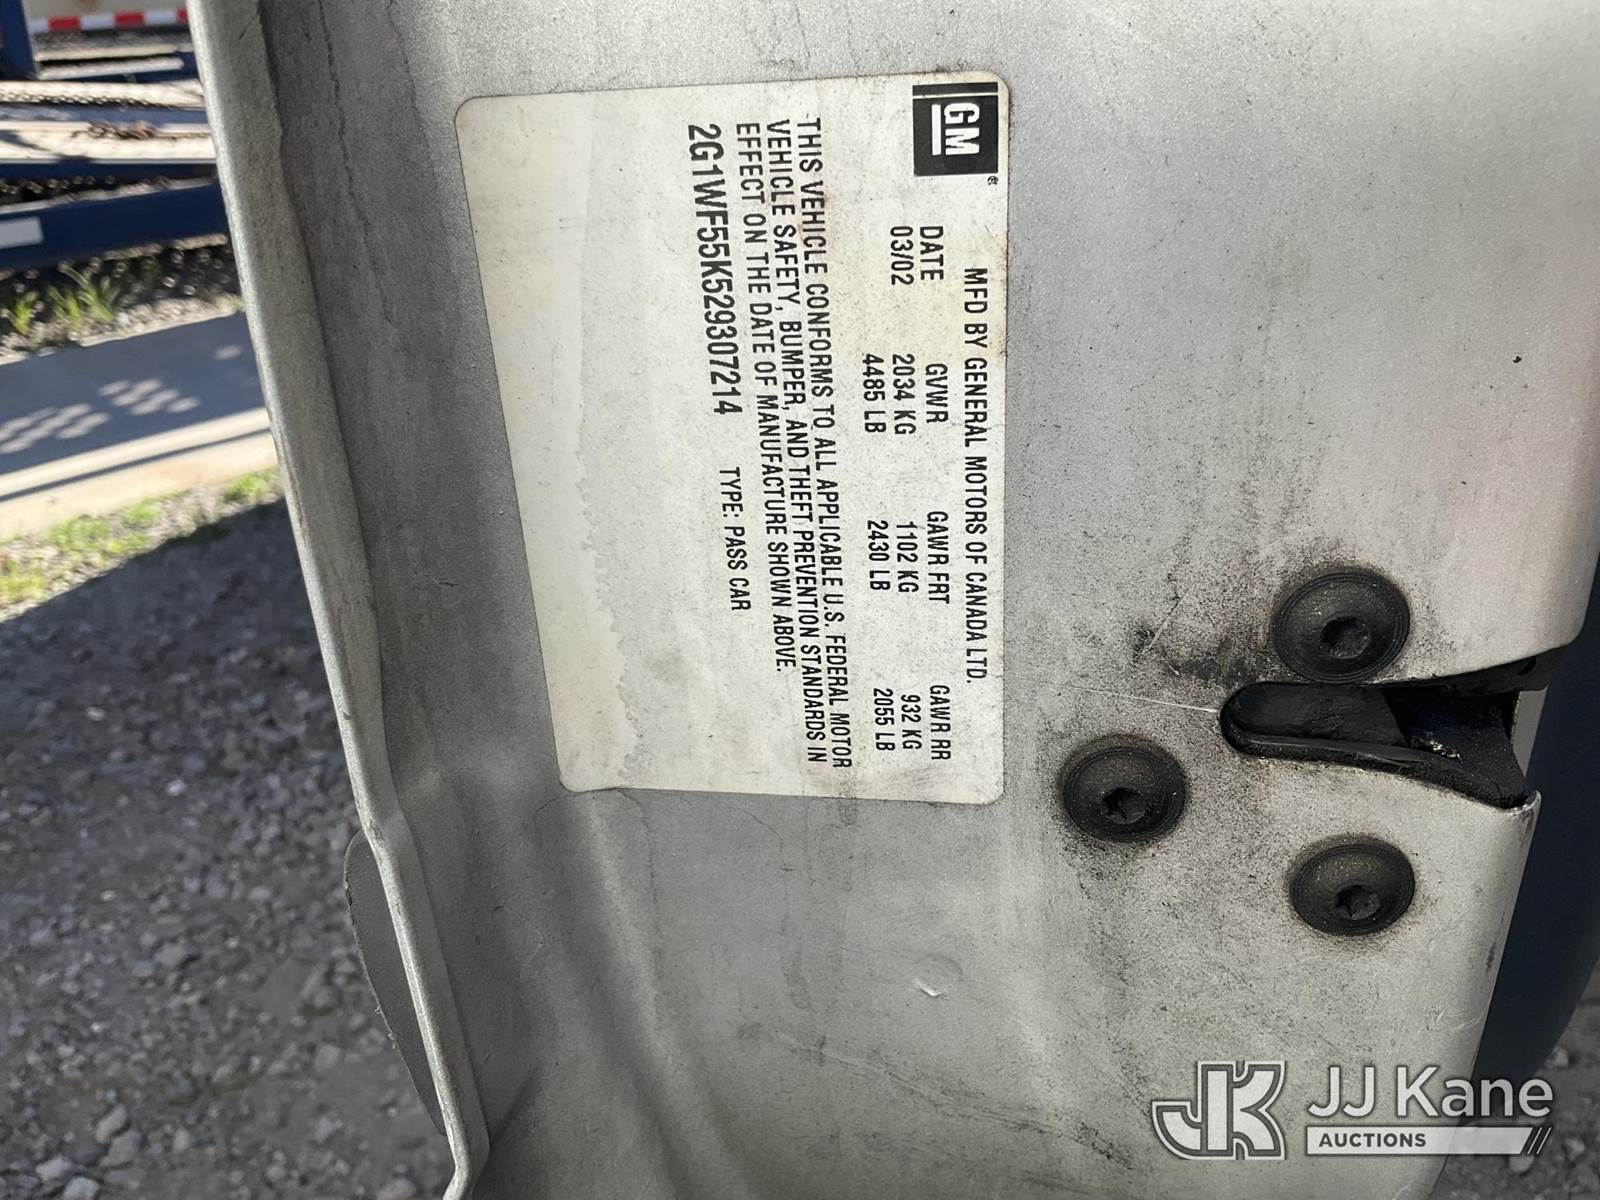 GM
MFD BY GENERAL MOTORS OF CANADA LTD.
DATE GVWR GAWR FRT GAWR RR
03/02 2034 KG 1102 KG 932 KG
4485 LB 2430 LB 2055 LB
THIS VEHICLE CONFORMS TO ALL APPLICABLE U.S. FEDERAL MOTOR
VEHICLE SAFETY, BUMPER, AND THEFT PREVENTION STANDARDS IN
EFFECT ON THE DATE OF MANUFACTURE SHOWN ABOVE.
2G1WF55K529307214 TYPE: PASS CAR
JK JJ Kane
AUCTIONS